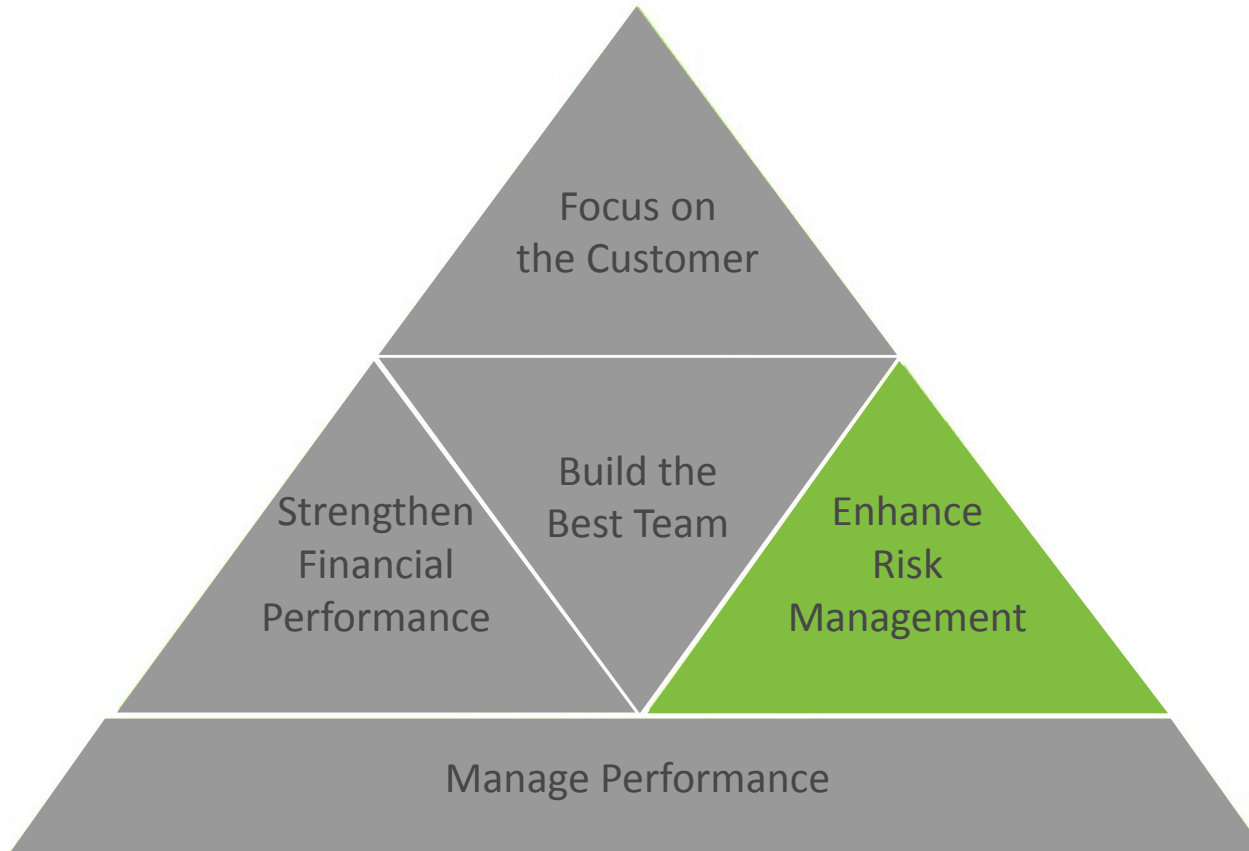 Focus on
the Customer
Build the
Best Team
Strengthen
Financial
Performance
Enhance
Risk
Management
Manage Performance